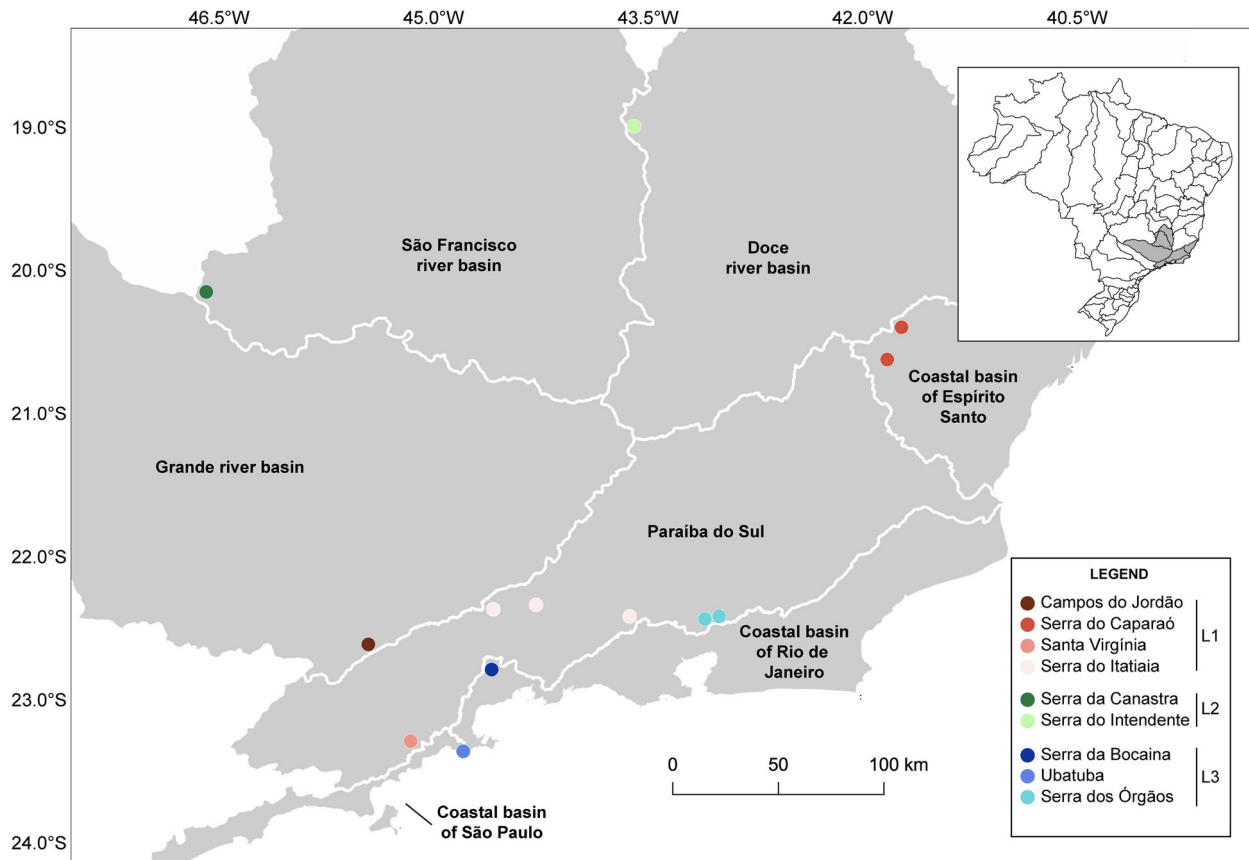 46.5°W 45.0°W 43.5°W 42.0°W 40.5°W
19.0°S
20.0°S
21.0°S
22.0°S
23.0°S
24.0°S
São Francisco
river basin
Doce
river basin
Coastal basin
of Espírito
Santo
Grande river basin
Paraíba do Sul
Coastal basin
of Rio de
Janeiro
Coastal basin
of São Paulo
0 50 100 km
LEGEND
Campos do Jordão
Serra do Caparaó
Santa Virgínia
Serra do Itatiaia
L1
Serra da Canastra
Serra do Intendente
L2
Serra da Bocaina
Ubatuba
Serra dos Órgãos
L3